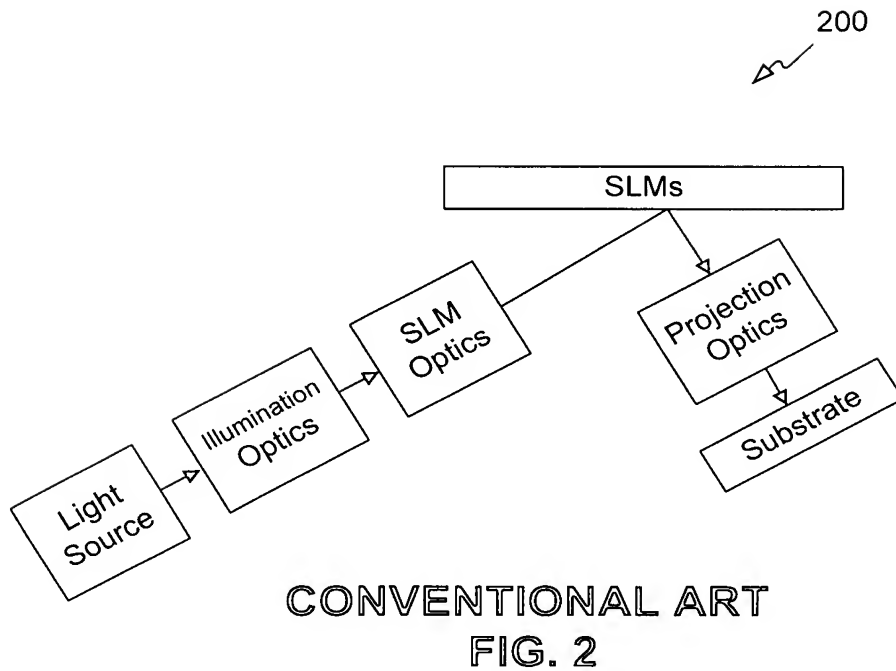 200
SLMs
SLM
Optics
Projection
Optics
Illumination
Optics
Substrate
Light
Source
CONVENTIONAL ART
FIG. 2